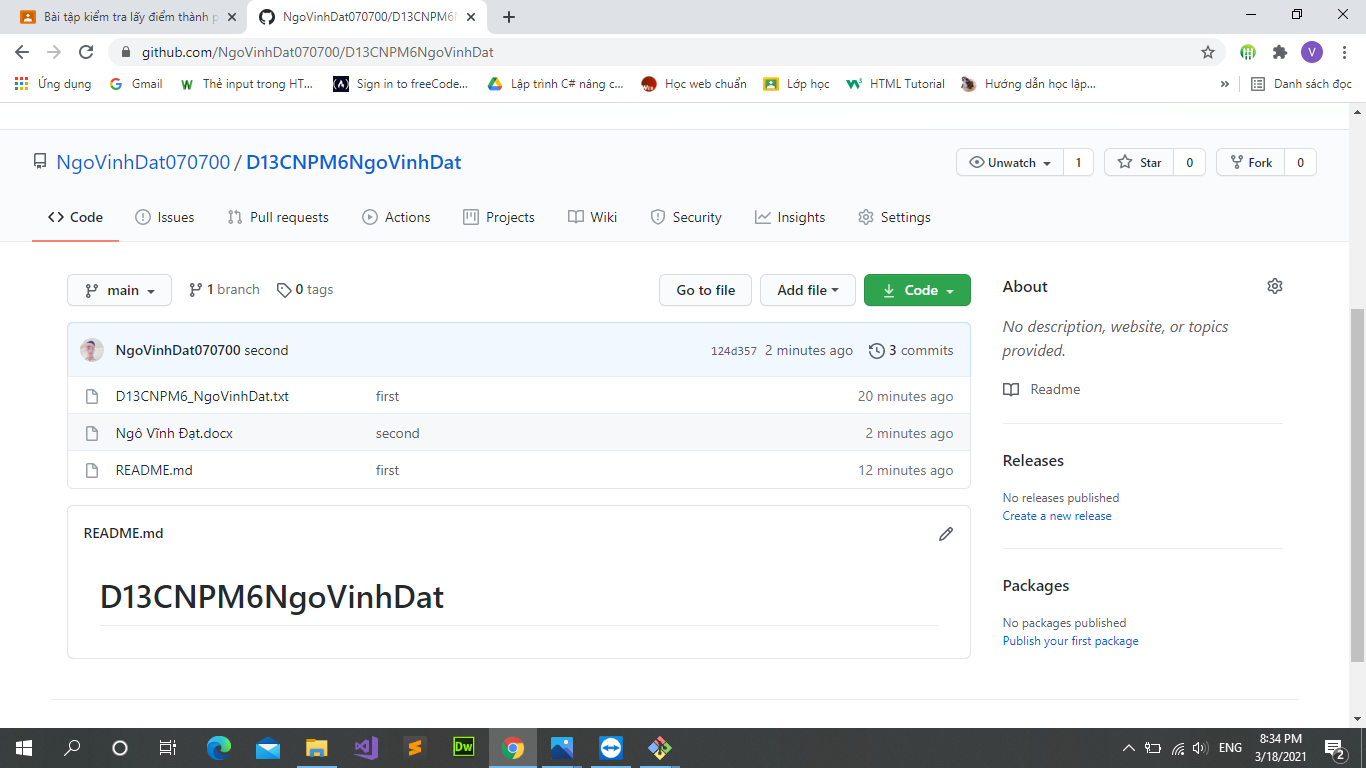 Bài tập kiểm tra lấy điểm thành p
NgoVinhDat070700/D13CNPM6N
github.com/NgoVinhDat070700/D13CNPM6NgoVinhDat
V
Ứng dụng Gmail Thẻ input trong HT... Sign in to freeCode... Lập trình C# nâng c... Học web chuẩn Lớp học HTML Tutorial Hướng dẫn học lập... » Danh sách đọc
NgoVinhDat070700 / D13CNPM6NgoVinhDat
Unwatch 1 Star 0 Fork 0
Code Issues Pull requests Actions Projects Wiki Security Insights Settings
main 1 branch 0 tags Go to file Add file Code
NgoVinhDat070700 second 124d357 2 minutes ago 3 commits
D13CNPM6_NgoVinhDat.txt first 20 minutes ago
Ngô Vĩnh Đạt.docx second 2 minutes ago
README.md first 12 minutes ago
README.md
D13CNPM6NgoVinhDat
About
No description, website, or topics
provided.
Readme
Releases
No releases published
Create a new release
Packages
No packages published
Publish your first package
Dw
ENG
8:34 PM
3/18/2021
2